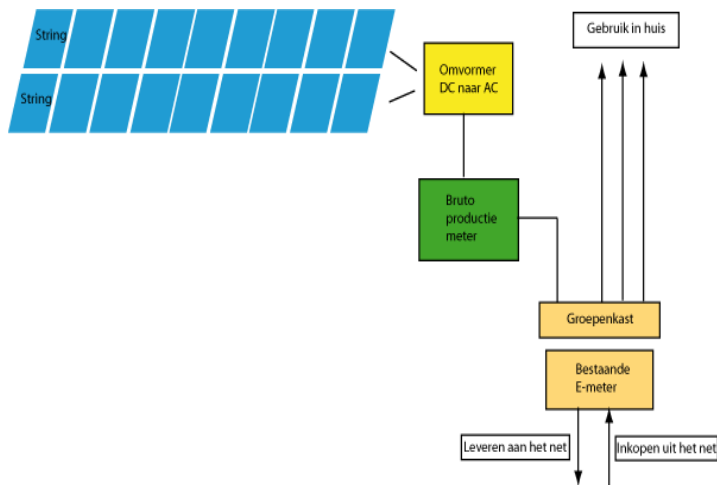 String
String
Omvormer
DC naar AC
Gebruik in huis
Bruto
productie
meter
Groepenkast
Bestaande
E-meter
Leveren aan het net
Inkopen uit het net